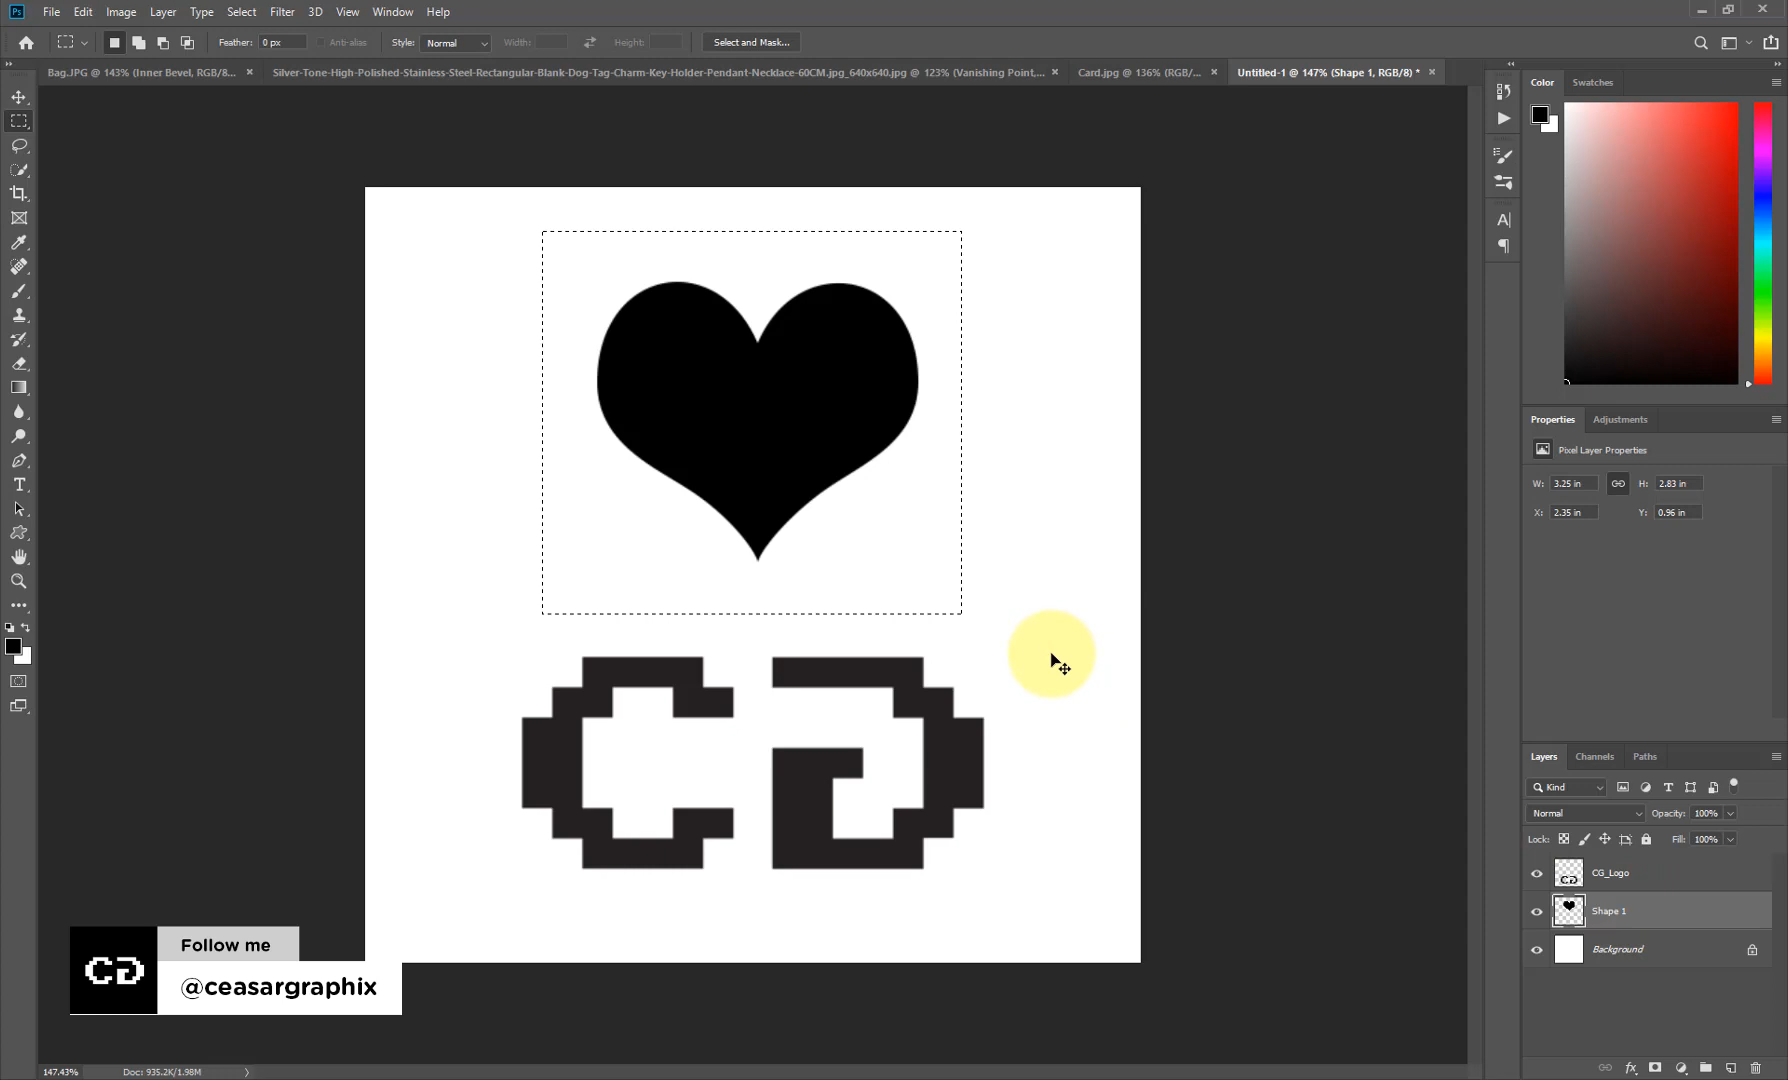 Ps File Edit Image Layer Type Select Filter 3D View Window Help
Feather: 0 px Anti-alias Style: Normal Width: Height: Select and Mask...
Bag.JPG @ 143% (Inner Bevel, RGB/8... × Silver-Tone-High-Polished-Stainless-Steel-Rectangular-Blank-Dog-Tag-Charm-Key-Holder-Pendant-Necklace-60CM.jpg_640x640.jpg @ 123% (Vanishing Point,... × Card.jpg @ 136% (RGB/... × Untitled-1 @ 147% (Shape 1, RGB/8) * ×
Color Swatches
Properties Adjustments
Pixel Layer Properties
W: 3.25 in H: 2.83 in
X: 2.35 in Y: 0.96 in
CG
Layers Channels Paths
Kind
Normal Opacity: 100%
Lock: Fill: 100%
CG_Logo
Shape 1
Background
CG
Follow me
@ceasargraphix
147.43% Doc: 935.2K/1.98M